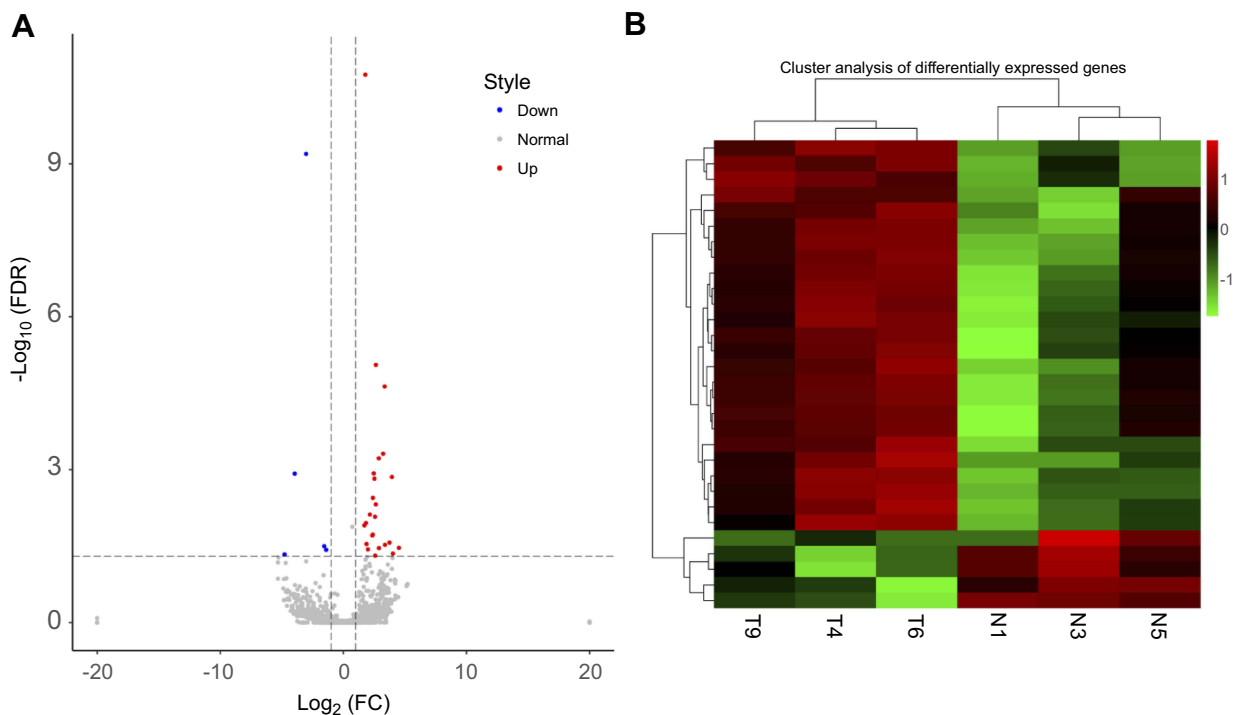 A
B
Cluster analysis of differentially expressed genes
Style
Down
Normal
Up
9
6
3
0
-Log10 (FDR)
-20
-10
0
10
20
Log2 (FC)
1
0
-1
T9
T4
T6
N1
N3
N5